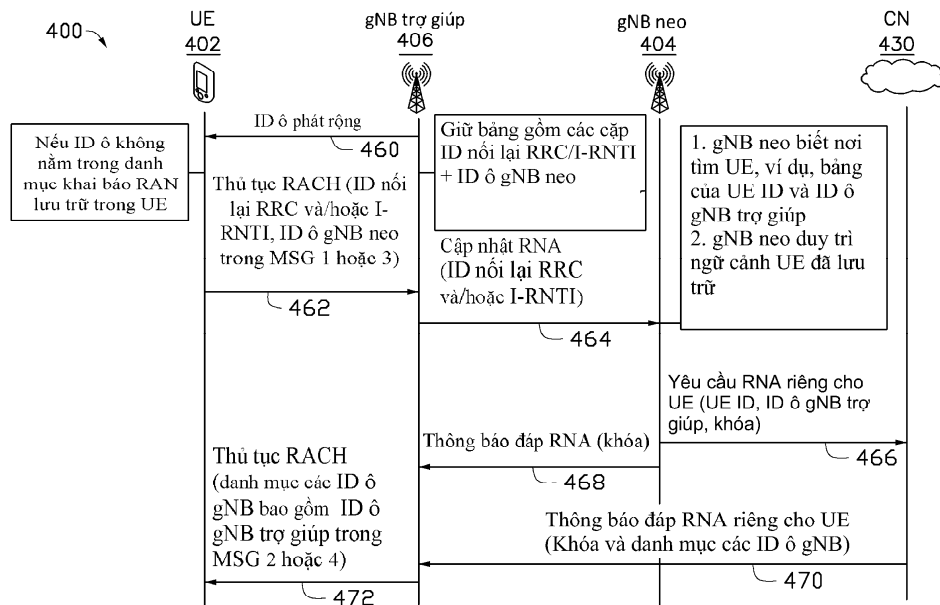 400
UE
402
gNB trợ giúp
406
gNB neo
404
CN
430
Nếu ID ô không
nằm trong danh
mục khai báo RAN
lưu trữ trong UE
ID ô phát rộng
460
Giữ bảng gồm các cặp
ID nối lại RRC/I-RNTI
+ ID ô gNB neo
1. gNB neo biết nơi
tìm UE, ví dụ, bảng
của UE ID và ID ô
gNB trợ giúp
2. gNB neo duy trì
ngữ cảnh UE đã lưu
trữ
Thủ tục RACH (ID nối
lại RRC và/hoặc I-
RNTI, ID ô gNB neo
trong MSG 1 hoặc 3)
462
Cập nhật RNA
(ID nối lại RRC
và/hoặc I-RNTI)
464
Yêu cầu RNA riêng cho
UE (UE ID, ID ô gNB trợ
giúp, khóa)
466
Thông báo đáp RNA (khóa)
468
Thông báo đáp RNA riêng cho UE
(Khóa và danh mục các ID ô gNB)
470
Thủ tục RACH
(danh mục các ID ô
gNB bao gồm ID ô
gNB trợ giúp trong
MSG 2 hoặc 4)
472